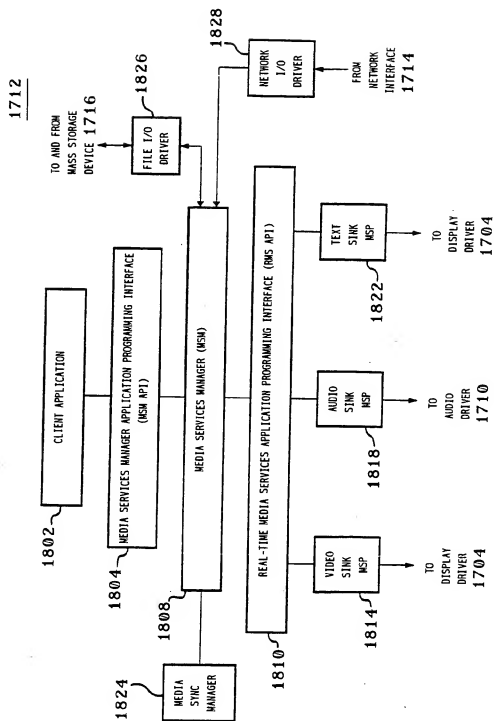 1712
TO AND FROM
MASS STORAGE
DEVICE 1716
1826
FILE I/O
DRIVER
1828
NETWORK
I/O
DRIVER
FROM
NETWORK
INTERFACE
1714
CLIENT APPLICATION
1802
MEDIA SERVICES MANAGER APPLICATION PROGRAMMING INTERFACE
(MSM API)
1804
MEDIA SERVICES MANAGER (MSM)
1808
1824
MEDIA
SYNC
MANAGER
REAL-TIME MEDIA SERVICES APPLICATION PROGRAMMING INTERFACE (RMS API)
1810
VIDEO
SINK
MSP
1814
TO
DISPLAY
DRIVER
1704
AUDIO
SINK
MSP
1818
TO
AUDIO
DRIVER
1710
TEXT
SINK
MSP
1822
TO
DISPLAY
DRIVER
1704